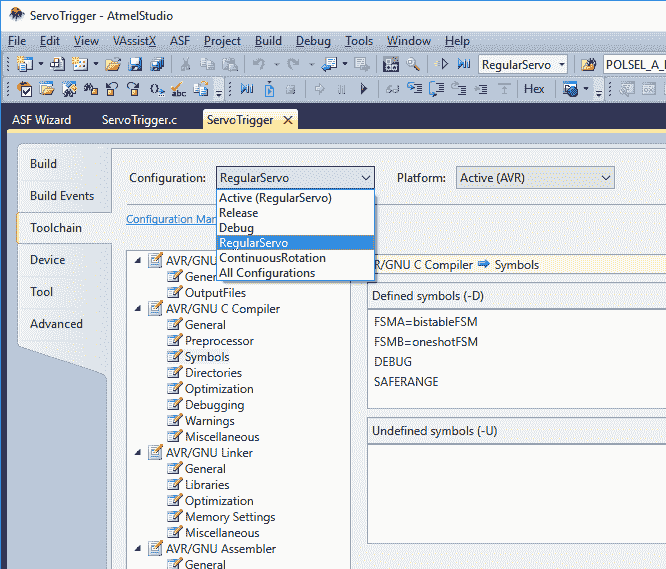 ServoTrigger - AtmelStudio
File Edit View VAssistX ASF Project Build Debug Tools Window Help
RegularServo POLSEL_A_
Hex
ASF Wizard ServoTrigger.c ServoTrigger
Build
Build Events
Toolchain
Device
Tool
Advanced
Configuration: RegularServo Platform: Active (AVR)
Active (RegularServo)
Release
Debug
RegularServo
ContinuousRotation
All Configurations
Configuration Mar
AVR/GNU
Gener
OutputFiles
AVR/GNU C Compiler
General
Preprocessor
Symbols
Directories
Optimization
Debugging
Warnings
Miscellaneous
AVR/GNU Linker
General
Libraries
Optimization
Memory Settings
Miscellaneous
AVR/GNU Assembler
General
R/GNU C Compiler Symbols
Defined symbols (-D)
FSMA=bistableFSM
FSMB=oneshotFSM
DEBUG
SAFERANGE
Undefined symbols (-U)